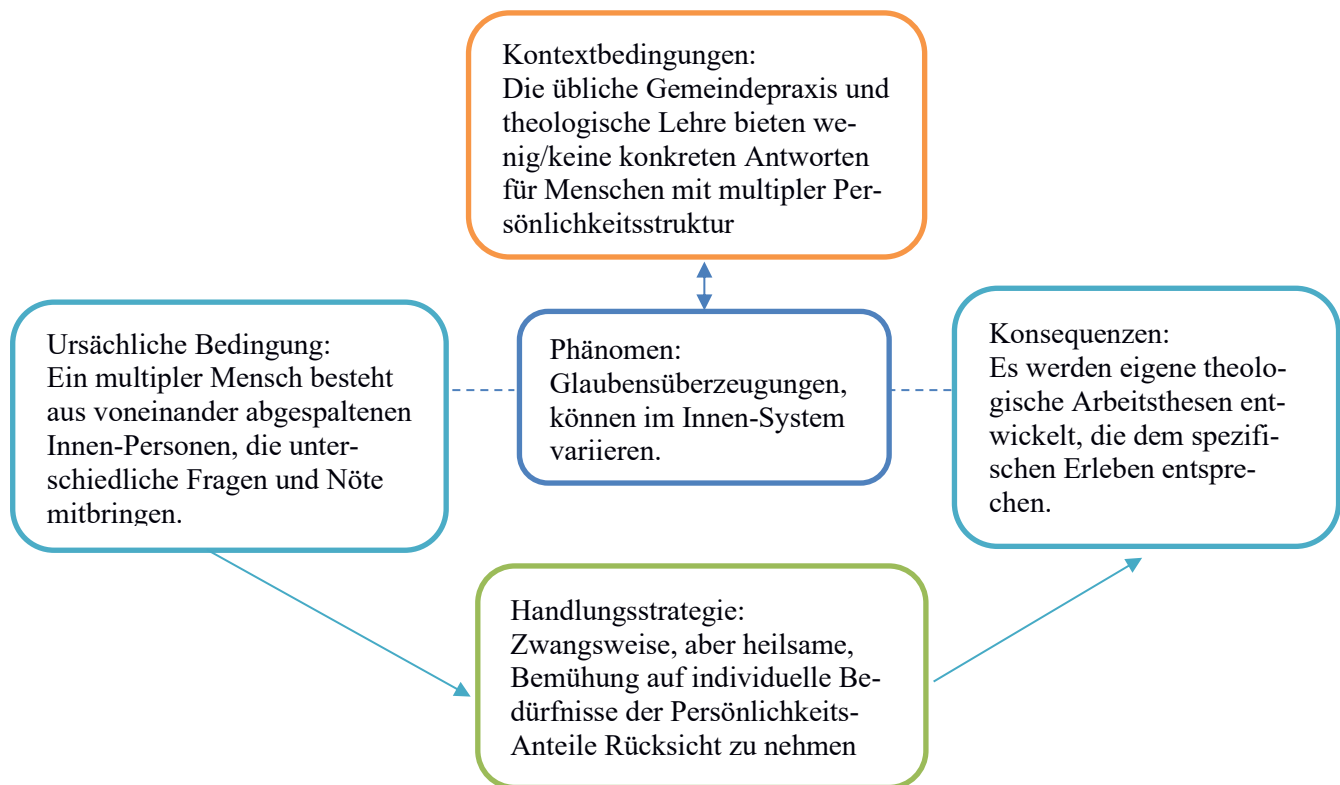 Kontextbedingungen:
Die übliche Gemeindepraxis und
theologische Lehre bieten we-
nig/keine konkreten Antworten
für Menschen mit multipler Per-
sönlichkeitsstruktur
Ursächliche Bedingung:
Ein multipler Mensch besteht
aus voneinander abgespaltenen
Innen-Personen, die unter-
schiedliche Fragen und Nöte
mitbringen.
Phänomen:
Glaubensüberzeugungen,
können im Innen-System
variieren.
Konsequenzen:
Es werden eigene theolo-
gische Arbeitsthesen ent-
wickelt, die dem spezifi-
schen Erleben entspre-
chen.
Handlungsstrategie:
Zwangsweise, aber heilsame,
Bemühung auf individuelle Be-
dürfnisse der Persönlichkeits-
Anteile Rücksicht zu nehmen